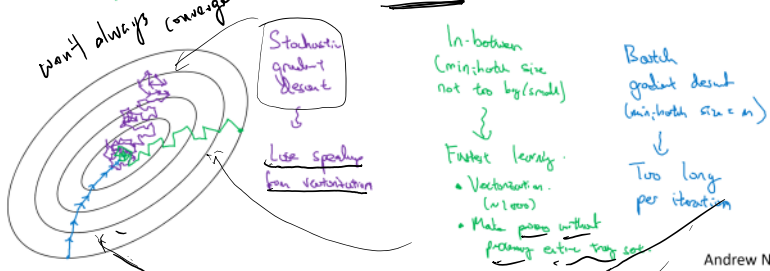 won't always converge
Stochastic
gradient
descent
Lose speedup
from vectorization
In-between
(minibatch size
not too big/small)
Fastest learning.
• Vectorization.
(~1000)
• Make progress without
processing entire training set.
Batch
gradient descent
(minibatch size = m)
Too long
per iteration
Andrew N